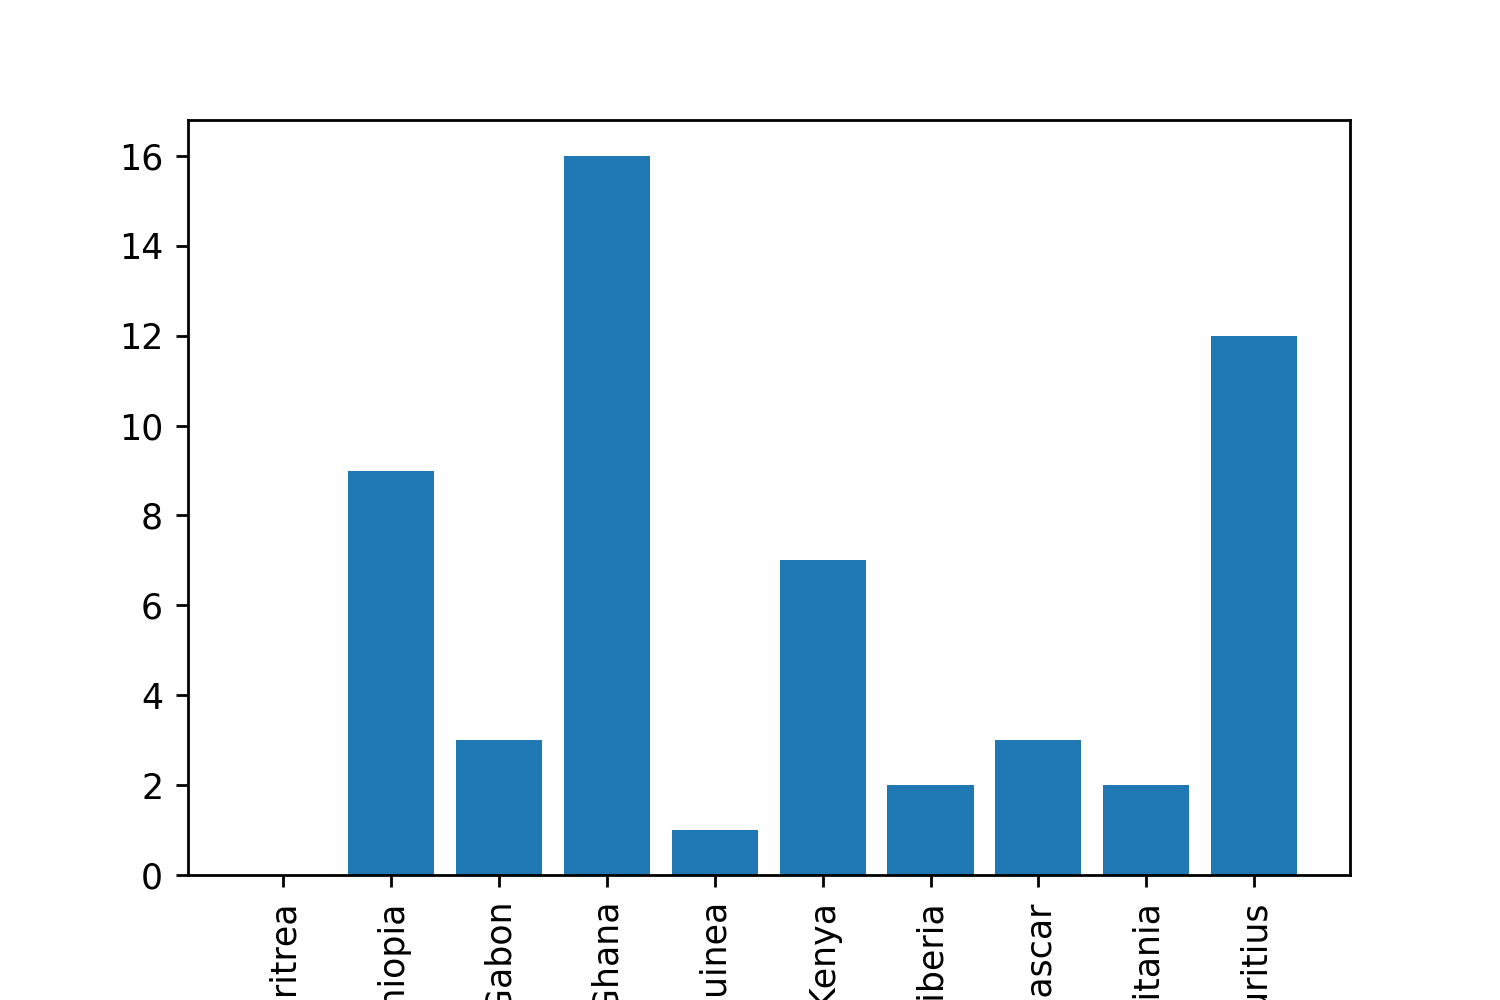 16
14
12
10
8
6
4
2
0
ritrea
hiopia
Gabon
Ghana
uinea
Kenya
iberia
ascar
itania
uritius